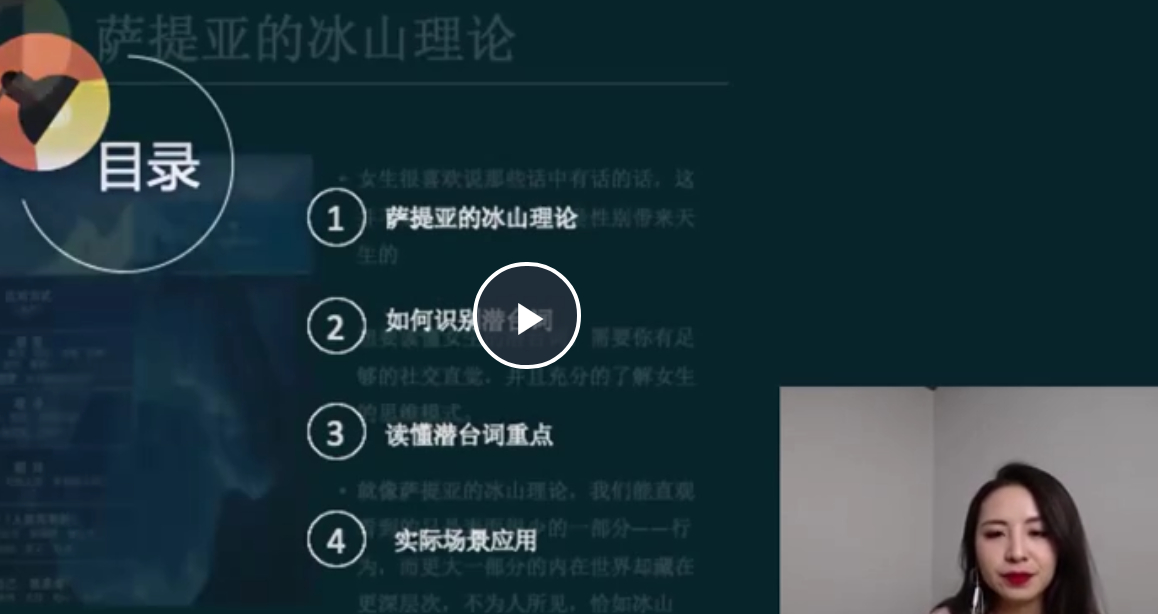 萨提亚的冰山理论
目录
女生很喜欢说那些话中有话的话，这
1 萨提亚的冰山理论
性别带来天
生的
2 如何识别潜台词
需要你有足
够的社交直觉，并且充分的了解女生
的思维模式。
3 读懂潜台词重点
就像萨提亚的冰山理论，我们能直观
的一部分——行
4 实际场景应用
为，而更大一部分的内在世界却藏在
更深层次，不为人所见，恰如冰山